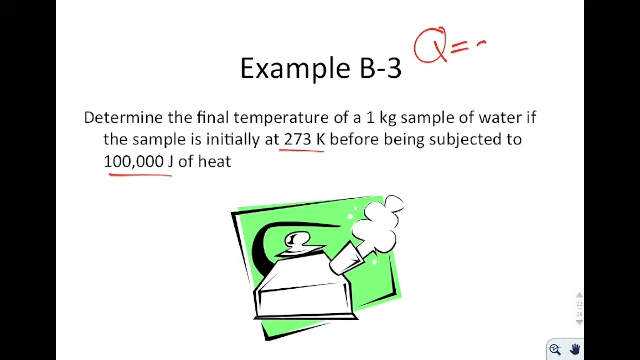 Q=
Example B-3
Determine the final temperature of a 1 kg sample of water if
the sample is initially at 273 K before being subjected to
100,000 J of heat